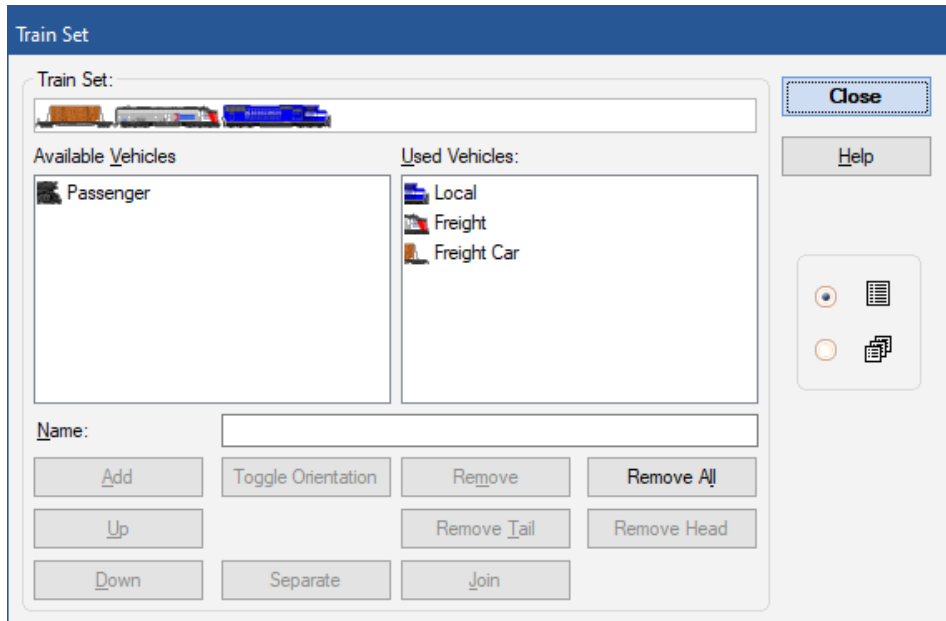 Train Set
Train Set:
Close
Available Vehicles
Used Vehicles:
Help
Passenger
Local
Freight
Freight Car
Name:
Add
Toggle Orientation
Remove
Remove All
Up
Remove Tail
Remove Head
Down
Separate
Join